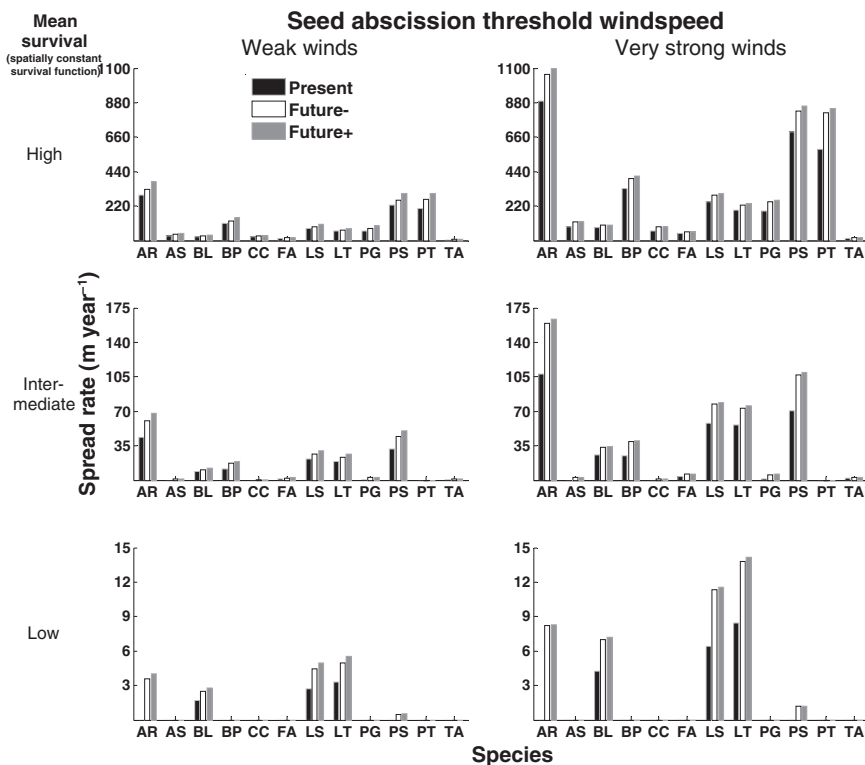 Seed abscission threshold windspeed
Mean
survival
(spatially constant
survival function)
Weak winds
Very strong winds
High
1100
880
660
440
220
Present
Future-
Future+
AR AS BL BP CC FA LS LT PG PS PT TA
1100
880
660
440
220
AR AS BL BP CC FA LS LT PG PS PT TA
Spread rate (m year⁻¹)
Inter-
mediate
175
140
105
70
35
AR AS BL BP CC FA LS LT PG PS PT TA
175
140
105
70
35
AR AS BL BP CC FA LS LT PG PS PT TA
Low
15
12
9
6
3
AR AS BL BP CC FA LS LT PG PS PT TA
15
12
9
6
3
AR AS BL BP CC FA LS LT PG PS PT TA
Species